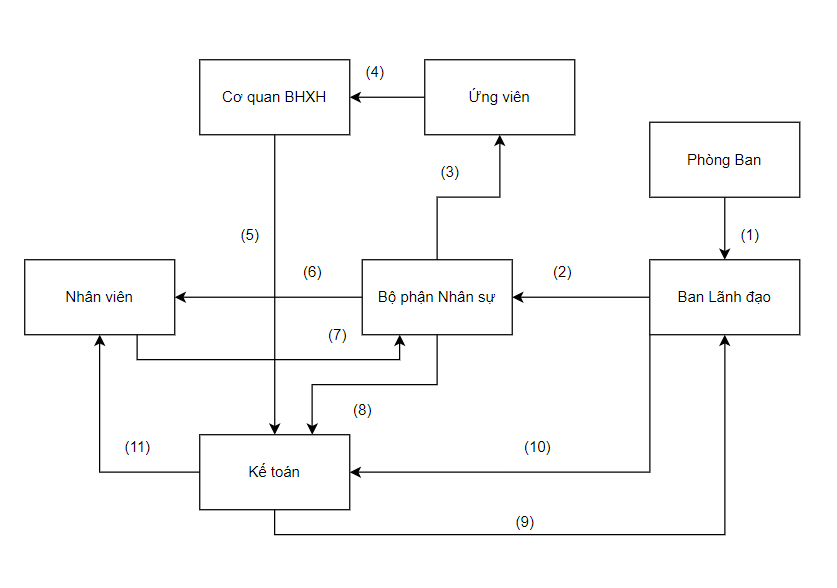 (4)
Cơ quan BHXH
Ứng viên
Phòng Ban
(3)
(5)
(1)
(6)
(2)
Nhân viên
Bộ phận Nhân sự
Ban Lãnh đạo
(7)
(8)
(11)
(10)
Kế toán
(9)